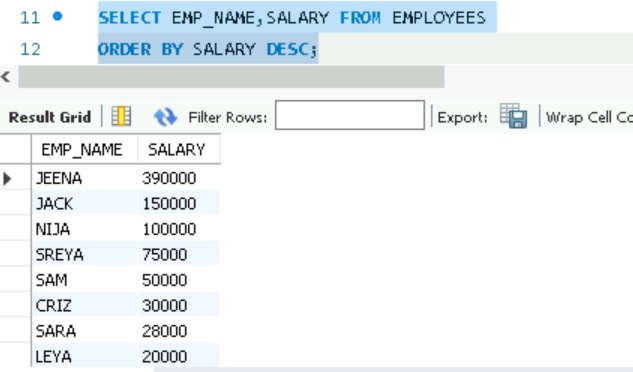 11 SELECT EMP_NAME,SALARY FROM EMPLOYEES
12 ORDER BY SALARY DESC;
Result Grid Filter Rows: Export: Wrap Cell Co
EMP_NAME SALARY
JEENA 390000
JACK 150000
NIJA 100000
SREYA 75000
SAM 50000
CRIZ 30000
SARA 28000
LEYA 20000